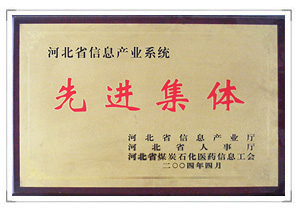 河北省信息产业系统
先进集体
河北省信息产业厅
河北省人事厅
河北省煤炭石化医药信息工会
二〇〇四年四月